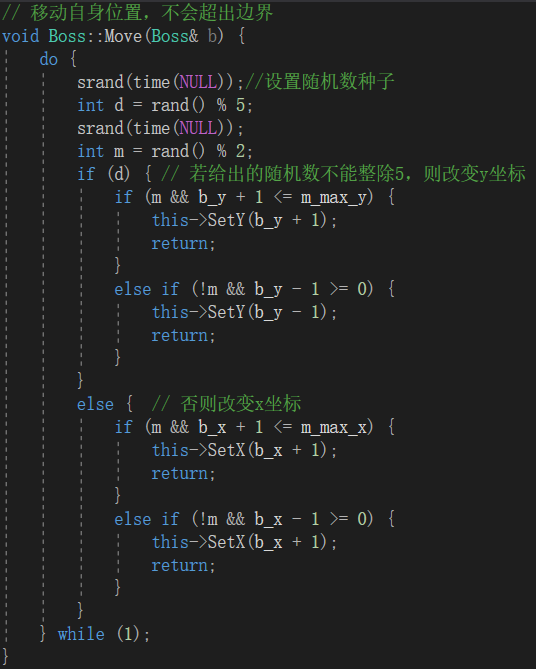 // 移动自身位置，不会超出边界
void Boss::Move(Boss& b) {
do {
srand(time(NULL));//设置随机数种子
int d = rand() % 5;
srand(time(NULL));
int m = rand() % 2;
if (d) { // 若给出的随机数不能整除5，则改变y坐标
if (m && b_y + 1 <= m_max_y) {
this->SetY(b_y + 1);
return;
}
else if (!m && b_y - 1 >= 0) {
this->SetY(b_y - 1);
return;
}
}
else { // 否则改变x坐标
if (m && b_x + 1 <= m_max_x) {
this->SetX(b_x + 1);
return;
}
else if (!m && b_x - 1 >= 0) {
this->SetX(b_x + 1);
return;
}
}
} while (1);
}